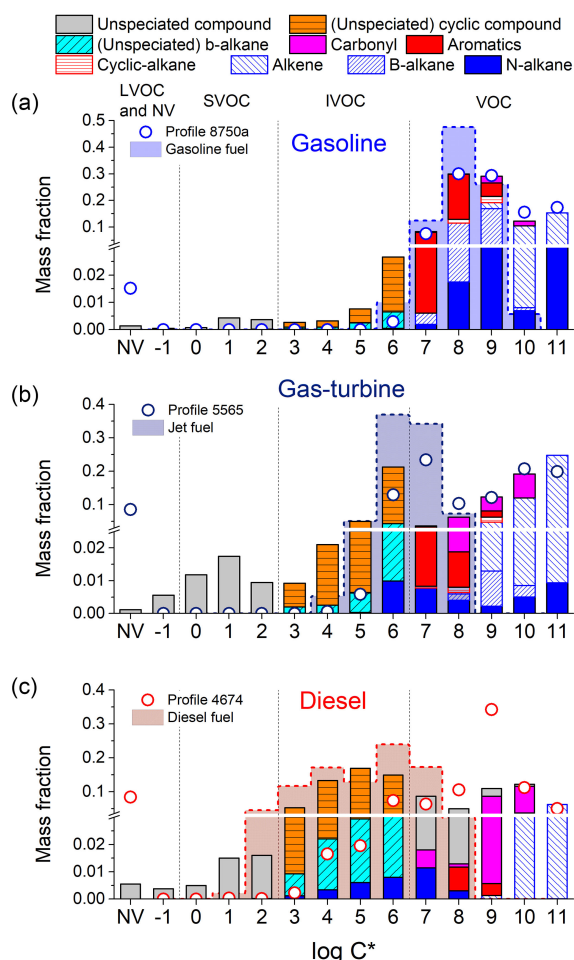 Unspeciated compound (Unspeciated) cyclic compound
(Unspeciated) b-alkane Carbonyl Aromatics
Cyclic-alkane Alkene B-alkane N-alkane
(a) LVOC and NV SVOC IVOC VOC
Profile 8750a
Gasoline fuel
Gasoline
Mass fraction
0.5
0.4
0.3
0.2
0.1
0.02
0.01
0.00
NV -1 0 1 2 3 4 5 6 7 8 9 10 11
(b) Gas-turbine
Profile 5565
Jet fuel
Mass fraction
0.4
0.3
0.2
0.1
0.02
0.01
0.00
NV -1 0 1 2 3 4 5 6 7 8 9 10 11
(c) Diesel
Profile 4674
Diesel fuel
Mass fraction
0.4
0.3
0.2
0.1
0.02
0.01
0.00
NV -1 0 1 2 3 4 5 6 7 8 9 10 11
log C*